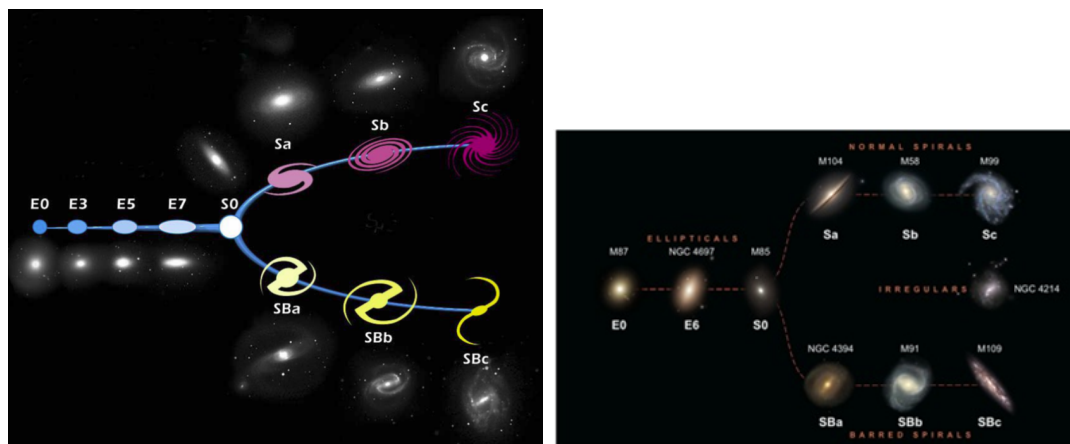 Sc
Sb
Sa
E0 E3 E5 E7 S0
SBa
SBb
SBc
NORMAL SPIRALS
M104 M58 M99
Sa Sb Sc
ELLIPTICALS
M87 NGC 4697 M85
IRREGULARS NGC 4214
E0 E6 S0
NGC 4394 M91 M109
SBa SBb SBc
BARRED SPIRALS